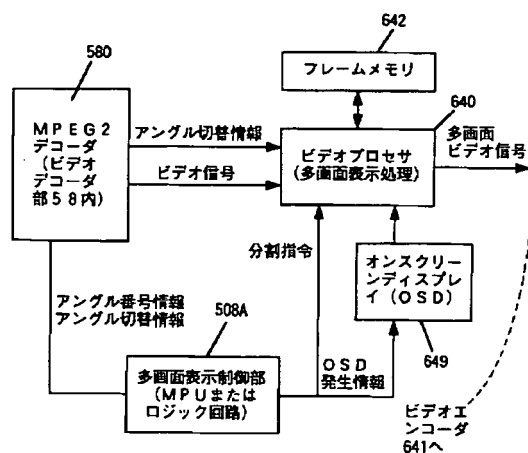 642
フレームメモリ
580
MPEG2
デコーダ
(ビデオ
デコーダ
部58内)
アングル切替情報
ビデオ信号
640
ビデオプロセサ
(多画面表示処理)
多画面
ビデオ信号
分割指令
オンスクリー
ンディスプレ
イ(OSD)
649
アングル番号情報
アングル切替情報
508A
多画面表示制御部
(MPUまたは
ロジック回路)
OSD
発生情報
ビデオエ
ンコーダ
641へ